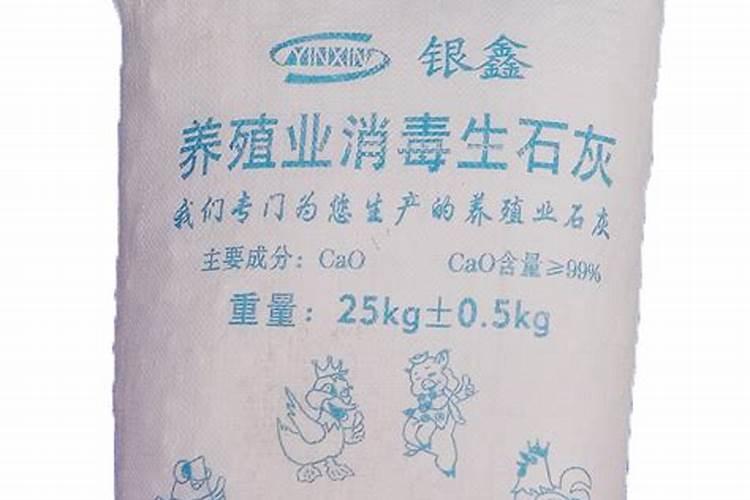 YINXIN 银鑫
养殖业消毒生石灰
我们专门为您生产的养殖业石灰
主要成分：CaO CaO含量≥99%
重量：25kg±0.5kg